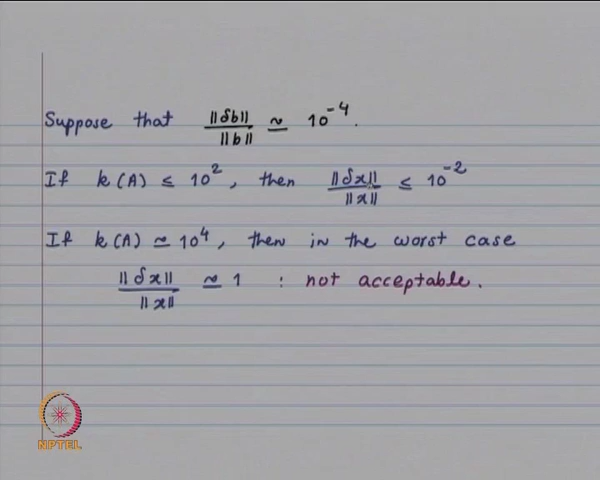 Suppose that ||δb|| / ||b|| ≃ 10^-4.
If k(A) ≤ 10^2, then ||δx|| / ||x|| ≤ 10^-2
If k(A) ≃ 10^4, then in the worst case
||δx|| / ||x|| ≃ 1 : not acceptable.
NPTEL